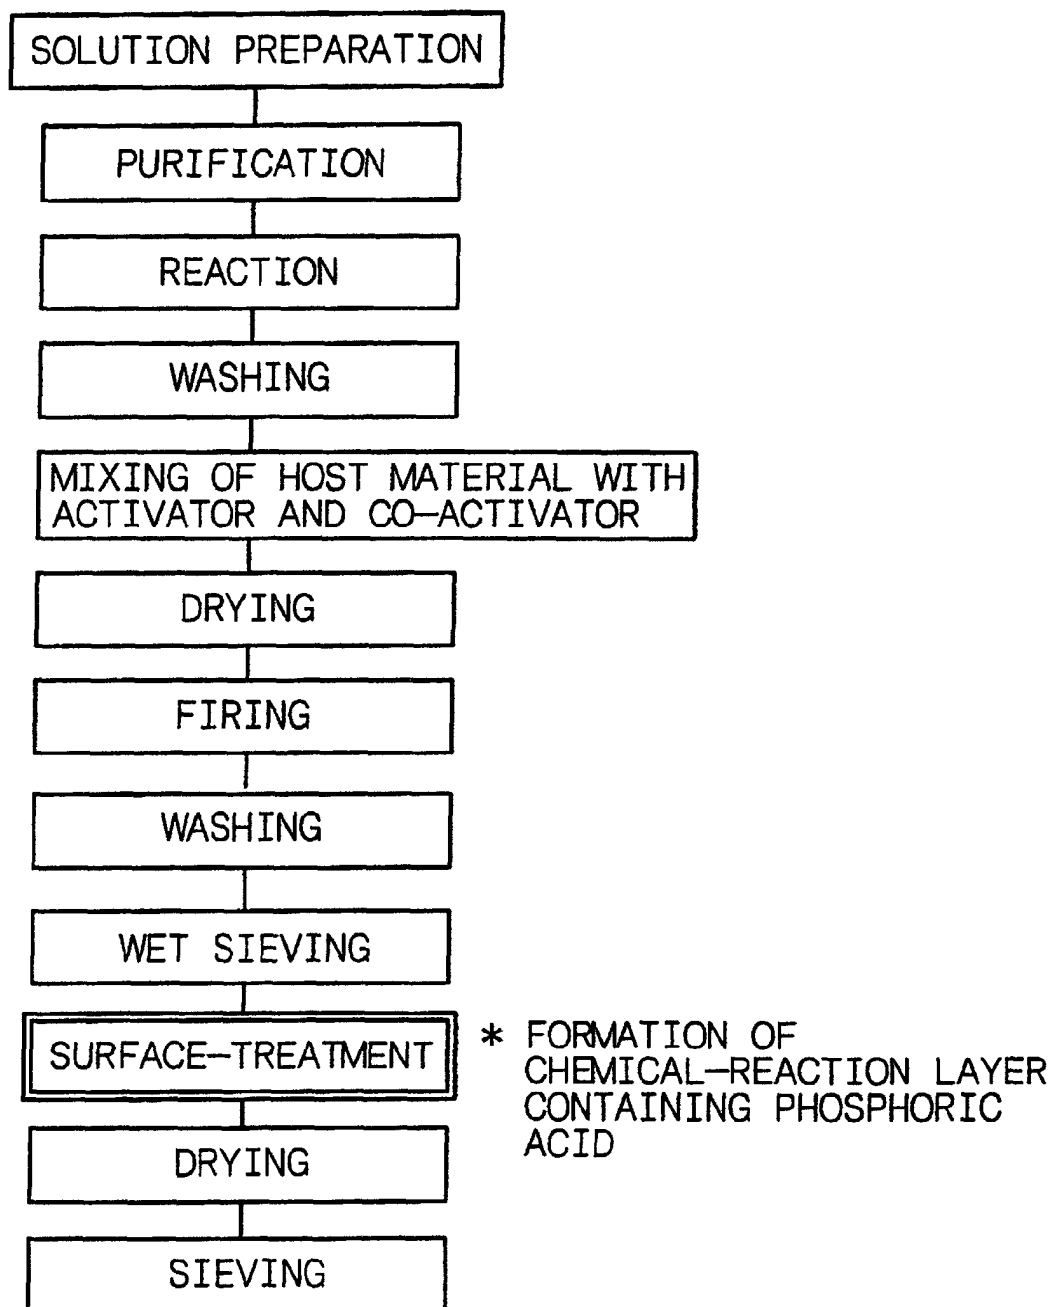 SOLUTION PREPARATION
PURIFICATION
REACTION
WASHING
MIXING OF HOST MATERIAL WITH
ACTIVATOR AND CO-ACTIVATOR
DRYING
FIRING
WASHING
WET SIEVING
SURFACE-TREATMENT
* FORMATION OF
CHEMICAL-REACTION LAYER
CONTAINING PHOSPHORIC
ACID
DRYING
SIEVING